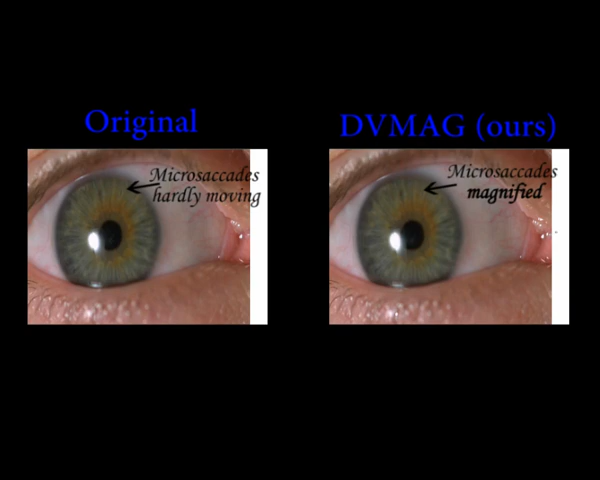 Original
DVMAG (ours)
Microsaccades
hardly moving
Microsaccades
magnified